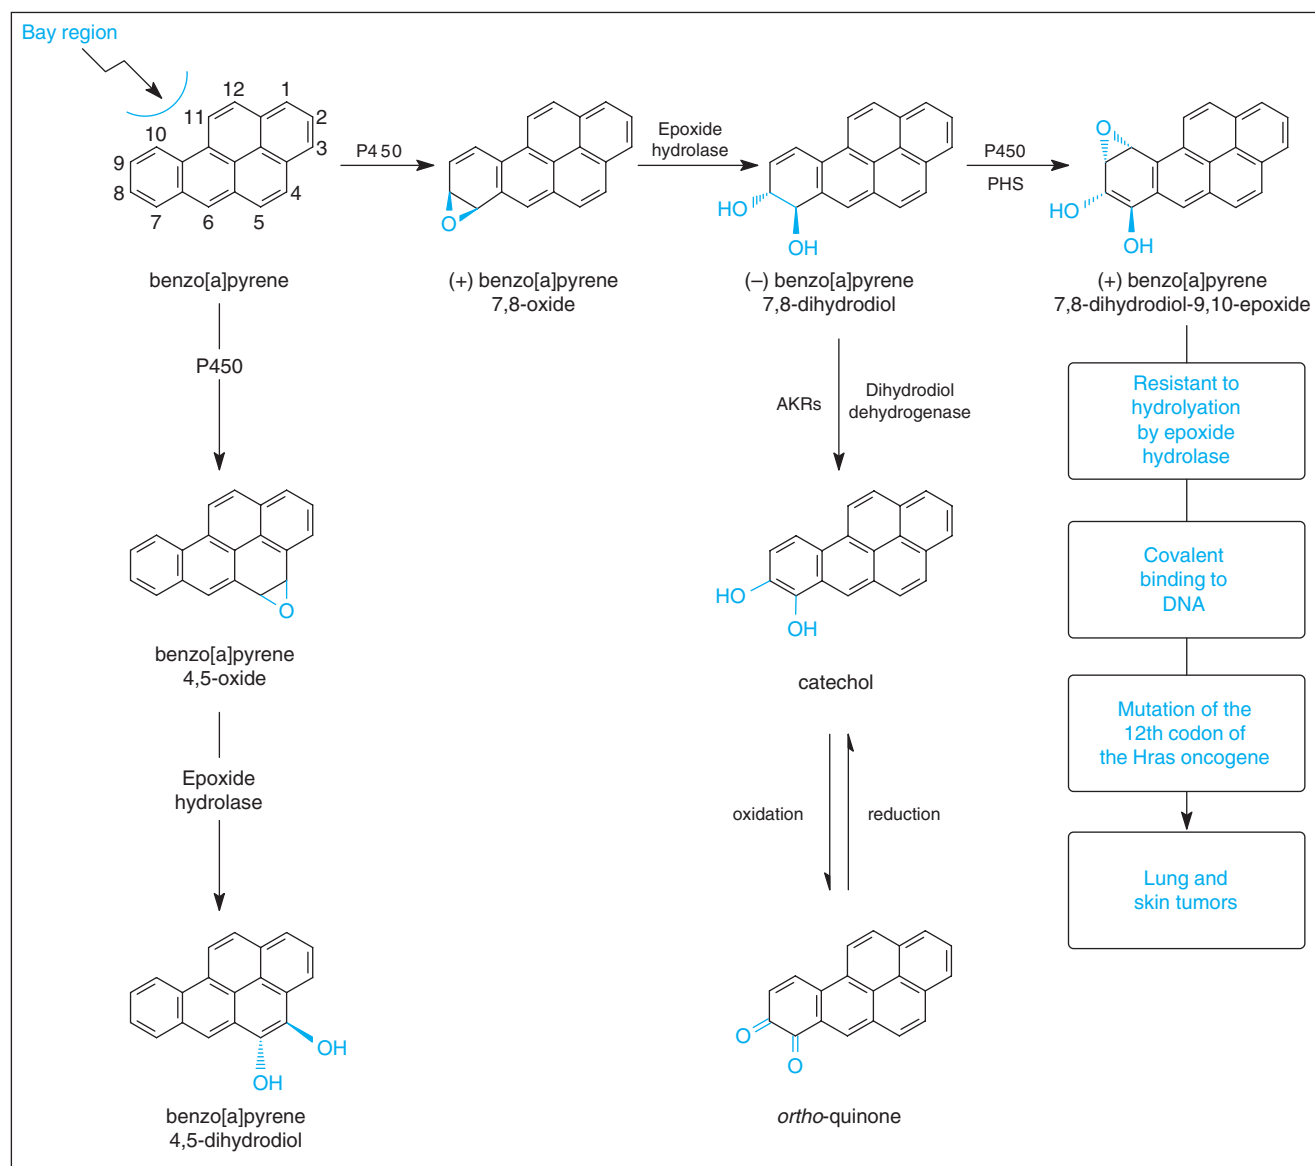 Bay region
12
1
11
2
10
3
9
8
4
7
6
5
benzo[a]pyrene
P450
(+) benzo[a]pyrene
7,8-oxide
O
Epoxide
hydrolase
HO
OH
(–) benzo[a]pyrene
7,8-dihydrodiol
P450
PHS
O
HO
OH
(+) benzo[a]pyrene
7,8-dihydrodiol-9,10-epoxide
P450
O
benzo[a]pyrene
4,5-oxide
Epoxide
hydrolase
OH
OH
benzo[a]pyrene
4,5-dihydrodiol
AKRs
Dihydrodiol
dehydrogenase
HO
OH
catechol
oxidation
reduction
O
O
ortho-quinone
Resistant to
hydrolyation
by epoxide
hydrolase
Covalent
binding to
DNA
Mutation of the
12th codon of
the Hras oncogene
Lung and
skin tumors